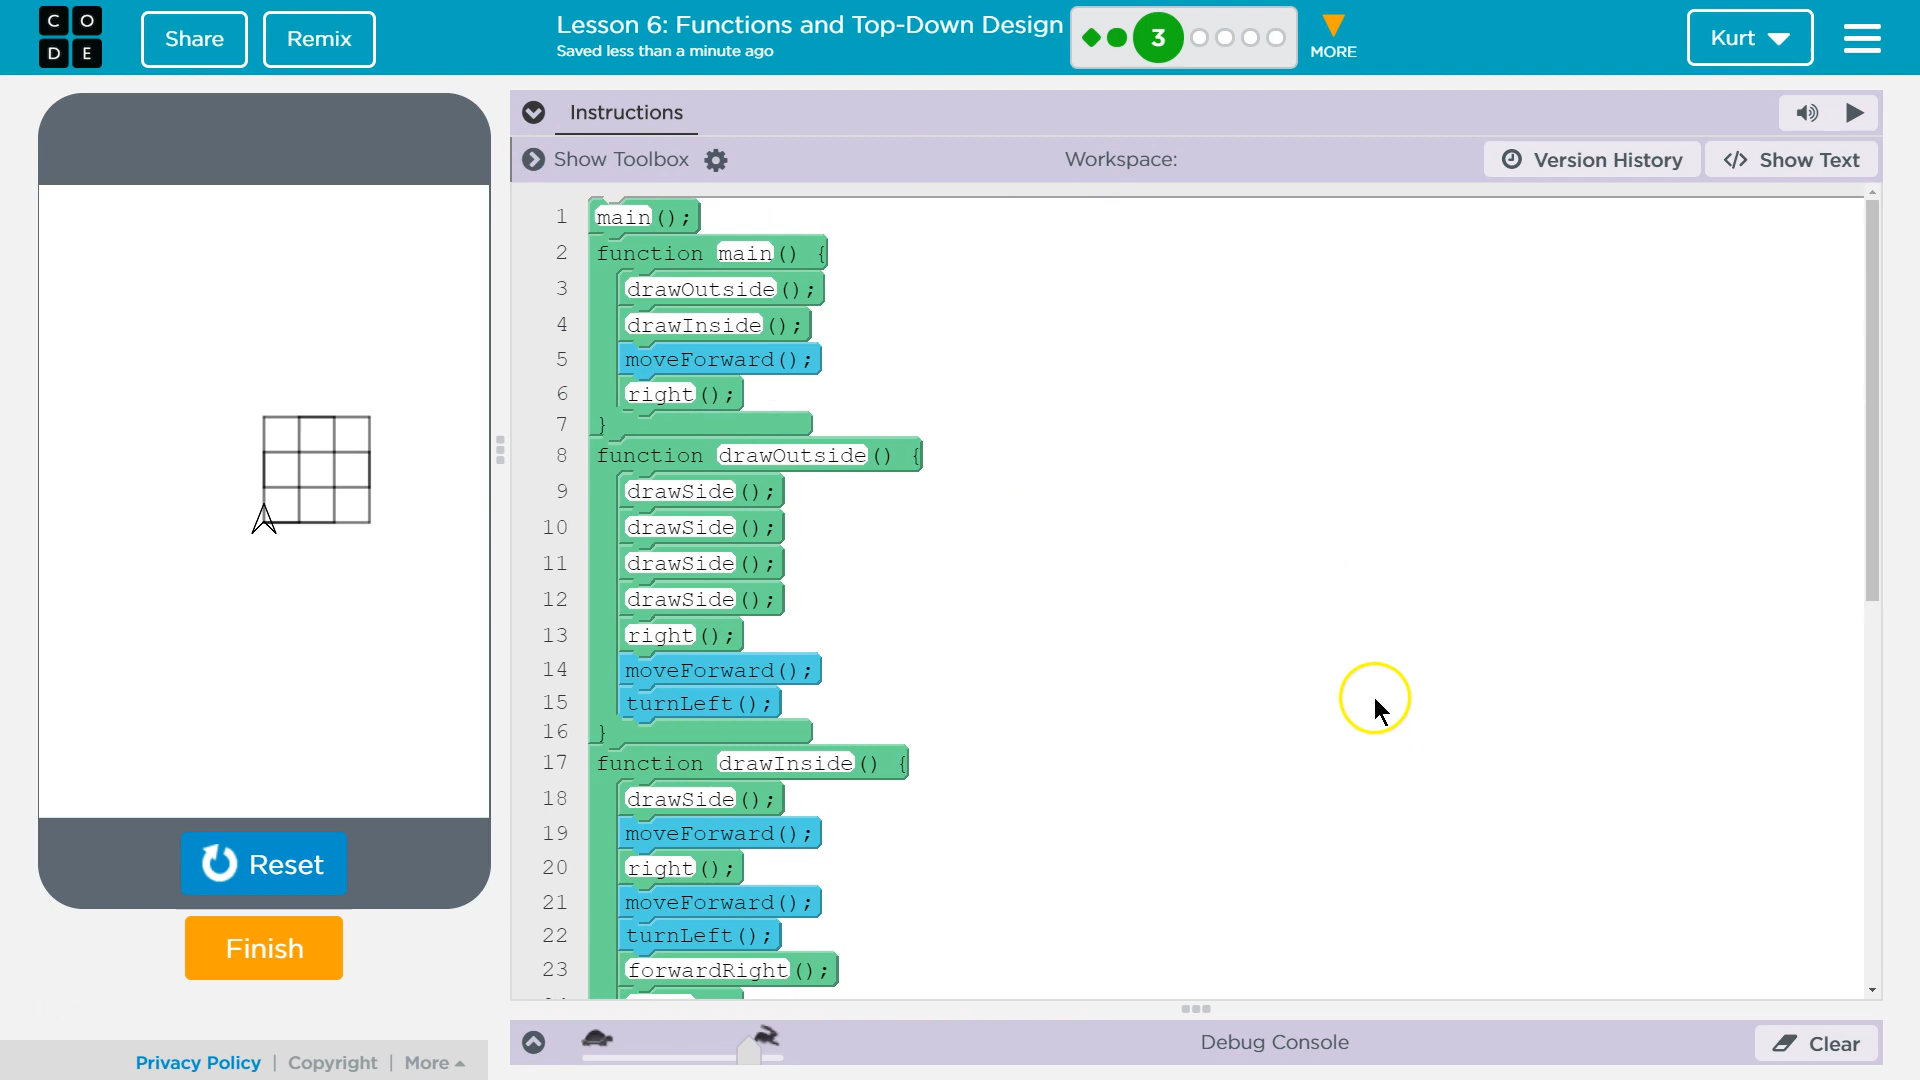 C O
D E
Share
Remix
Lesson 6: Functions and Top-Down Design
Saved less than a minute ago
3
MORE
Kurt
Instructions
Show Toolbox
Workspace:
Version History
</> Show Text
1 main();
2 function main() {
3 drawOutside();
4 drawInside();
5 moveForward();
6 right();
7 }
8 function drawOutside() {
9 drawSide();
10 drawSide();
11 drawSide();
12 drawSide();
13 right();
14 moveForward();
15 turnLeft();
16 }
17 function drawInside() {
18 drawSide();
19 moveForward();
20 right();
21 moveForward();
22 turnLeft();
23 forwardRight();
Reset
Finish
Debug Console
Clear
Privacy Policy | Copyright | More